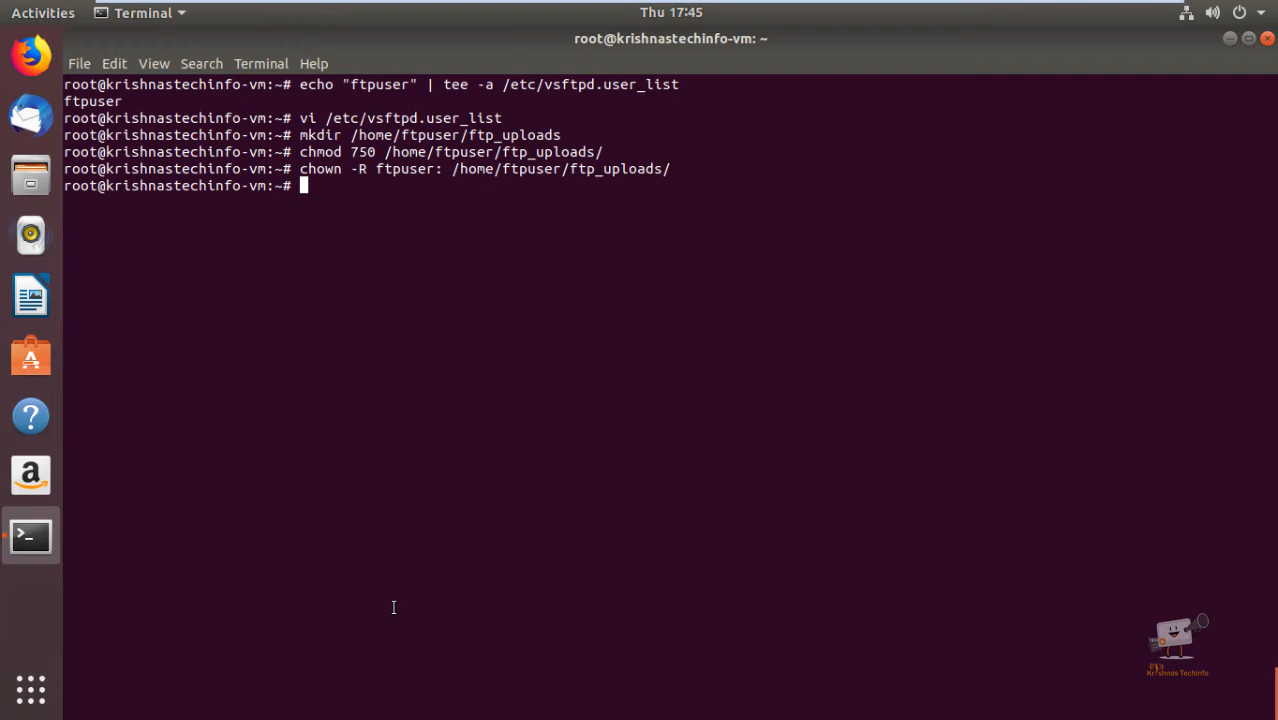 Activities Terminal Thu 17:45
root@krishnastechinfo-vm: ~
File Edit View Search Terminal Help
root@krishnastechinfo-vm:~# echo "ftpuser" | tee -a /etc/vsftpd.user_list
ftpuser
root@krishnastechinfo-vm:~# vi /etc/vsftpd.user_list
root@krishnastechinfo-vm:~# mkdir /home/ftpuser/ftp_uploads
root@krishnastechinfo-vm:~# chmod 750 /home/ftpuser/ftp_uploads/
root@krishnastechinfo-vm:~# chown -R ftpuser: /home/ftpuser/ftp_uploads/
root@krishnastechinfo-vm:~#
Krishnas Techinfo